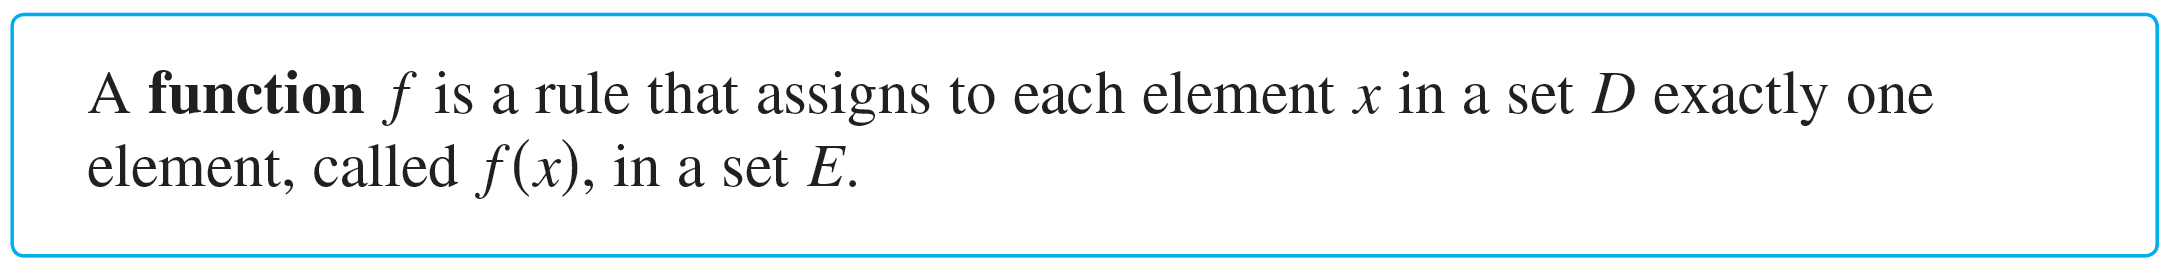 A function f is a rule that assigns to each element x in a set D exactly one
element, called f(x), in a set E.